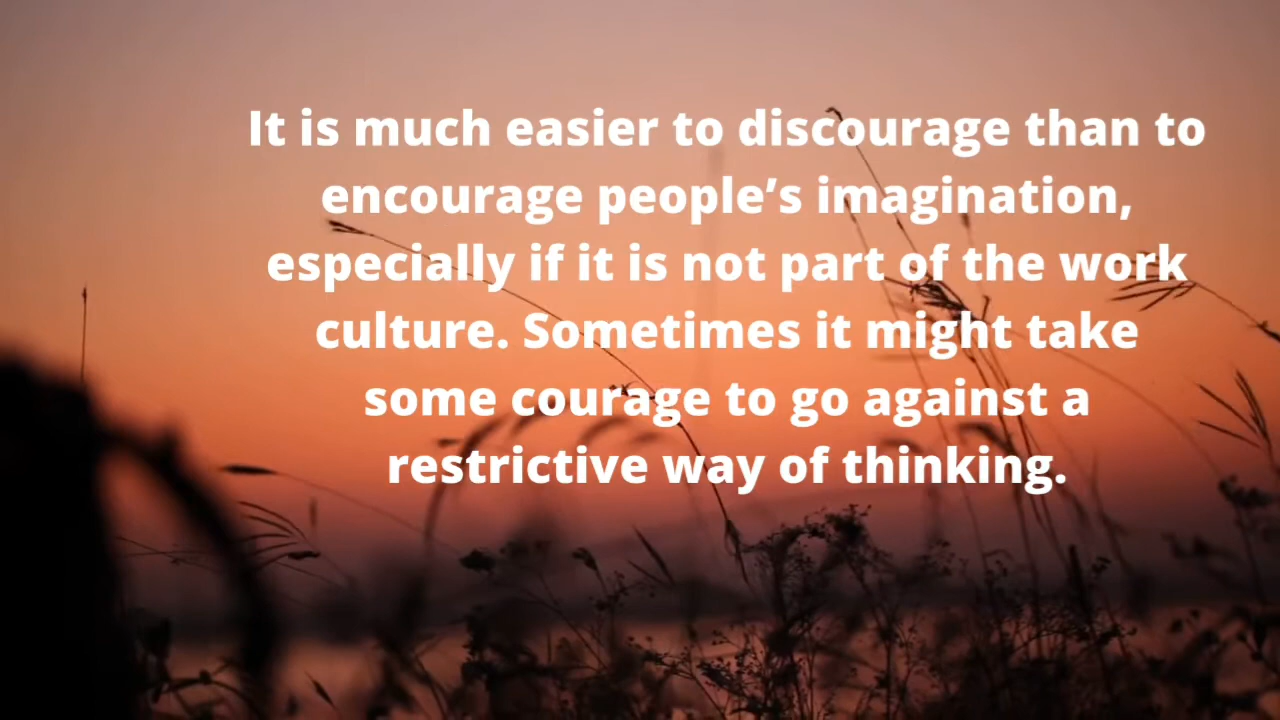 It is much easier to discourage than to
encourage people’s imagination,
especially if it is not part of the work
culture. Sometimes it might take
some courage to go against a
restrictive way of thinking.